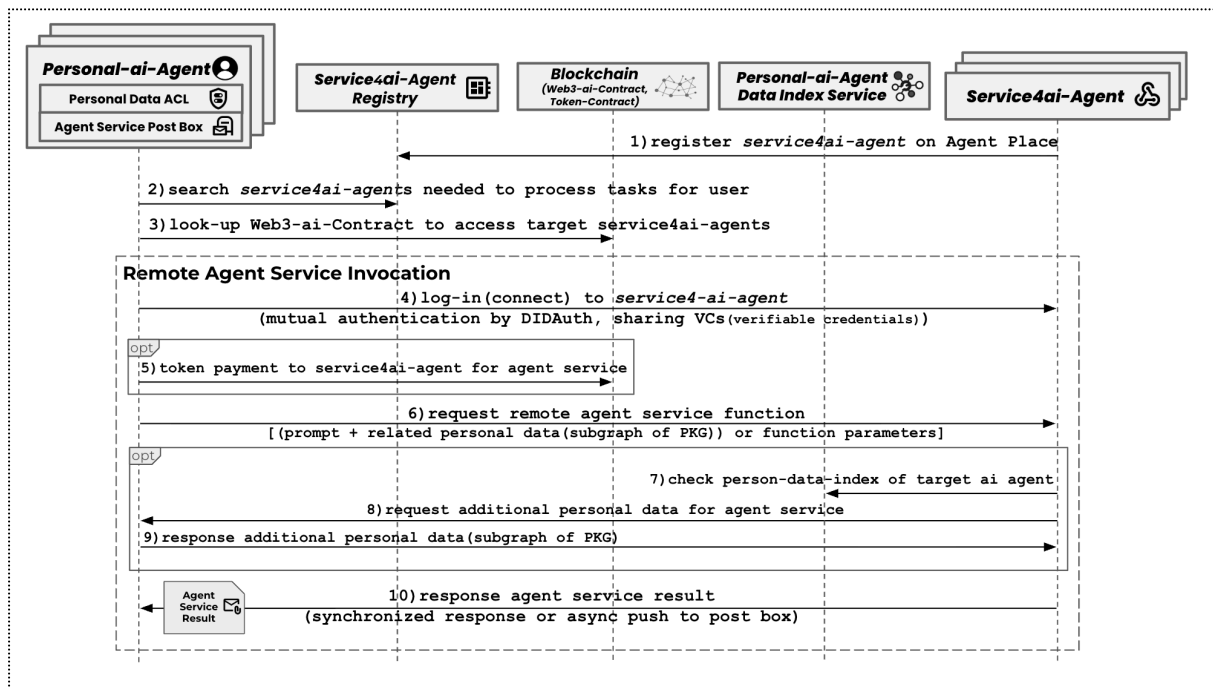 Personal-ai-Agent
Personal Data ACL
Agent Service Post Box
Service4ai-Agent
Registry
Blockchain
(Web3-ai-Contract,
Token-Contract)
Personal-ai-Agent
Data Index Service
Service4ai-Agent
1)register service4ai-agent on Agent Place
2)search service4ai-agents needed to process tasks for user
3)look-up Web3-ai-Contract to access target service4ai-agents
Remote Agent Service Invocation
4)log-in(connect) to service4-ai-agent
(mutual authentication by DIDAuth, sharing VCs(verifiable credentials))
opt
5)token payment to service4ai-agent for agent service
6)request remote agent service function
[(prompt + related personal data(subgraph of PKG)) or function parameters]
opt
7)check person-data-index of target ai agent
8)request additional personal data for agent service
9)response additional personal data(subgraph of PKG)
Agent
Service
Result
10)response agent service result
(synchronized response or async push to post box)